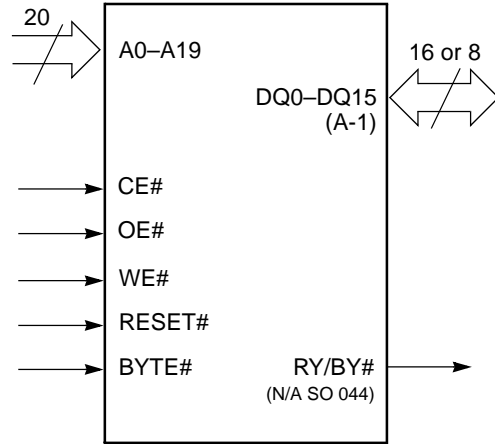 20
A0–A19
16 or 8
DQ0–DQ15
(A-1)
CE#
OE#
WE#
RESET#
BYTE#
RY/BY#
(N/A SO 044)